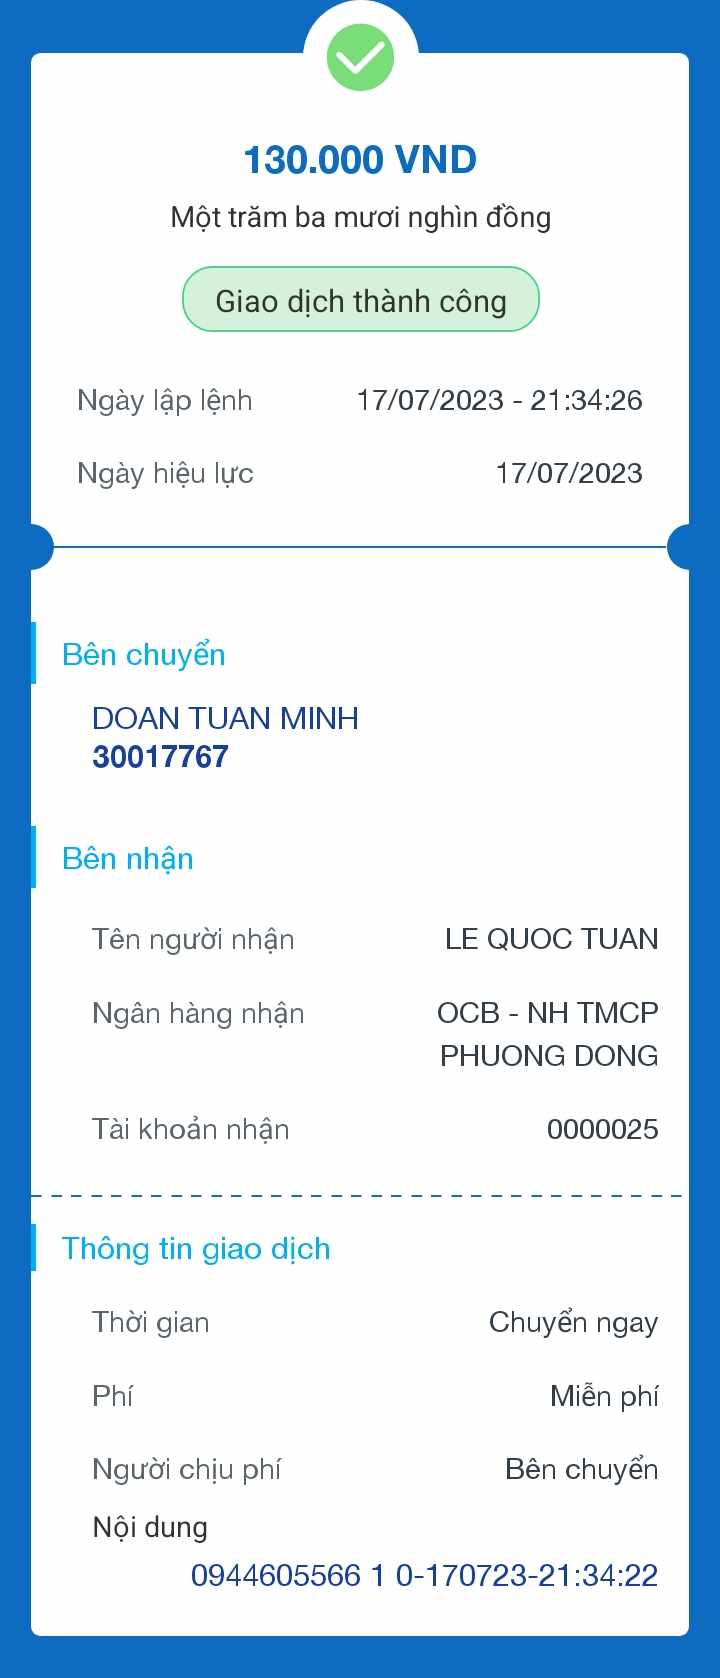 130.000 VND
Một trăm ba mươi nghìn đồng
Giao dịch thành công
Ngày lập lệnh 17/07/2023 - 21:34:26
Ngày hiệu lực 17/07/2023
Bên chuyển
DOAN TUAN MINH
30017767
Bên nhận
Tên người nhận LE QUOC TUAN
Ngân hàng nhận OCB - NH TMCP
PHUONG DONG
Tài khoản nhận 0000025
Thông tin giao dịch
Thời gian Chuyển ngay
Phí Miễn phí
Người chịu phí Bên chuyển
Nội dung
0944605566 1 0-170723-21:34:22